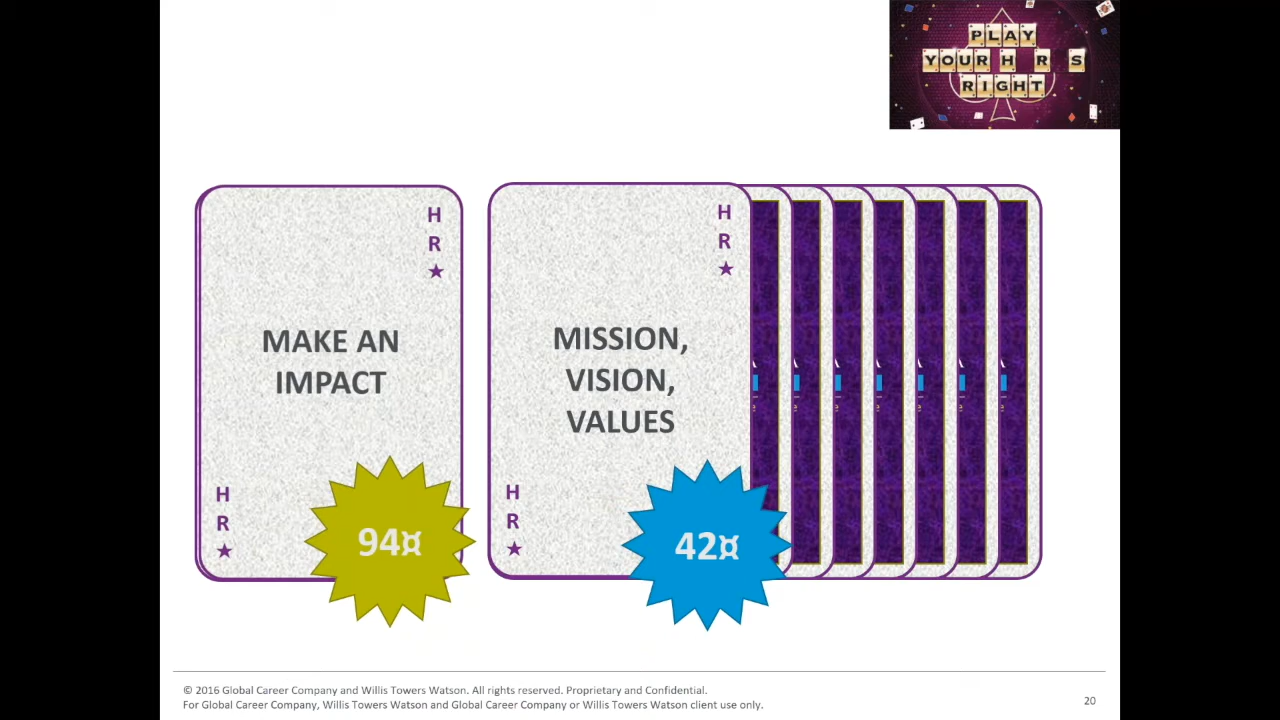 PLAY
YOUR H R S
RIGHT
H
R
★
MAKE AN
IMPACT
H
R
★
94¤
H
R
★
MISSION,
VISION,
VALUES
H
R
★
42¤
© 2016 Global Career Company and Willis Towers Watson. All rights reserved. Proprietary and Confidential.
For Global Career Company, Willis Towers Watson and Global Career Company or Willis Towers Watson client use only.
20